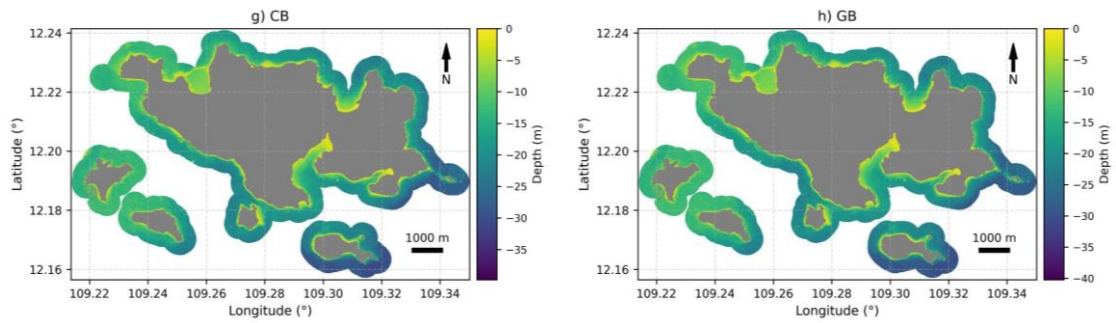 g) CB
12.24
12.22
12.20
12.18
12.16
Latitude (°)
109.22 109.24 109.26 109.28 109.30 109.32 109.34
Longitude (°)
N
1000 m
0
−5
−10
−15
−20
−25
−30
−35
Depth (m)
h) GB
12.24
12.22
12.20
12.18
12.16
Latitude (°)
109.22 109.24 109.26 109.28 109.30 109.32 109.34
Longitude (°)
N
1000 m
0
−5
−10
−15
−20
−25
−30
−35
−40
Depth (m)